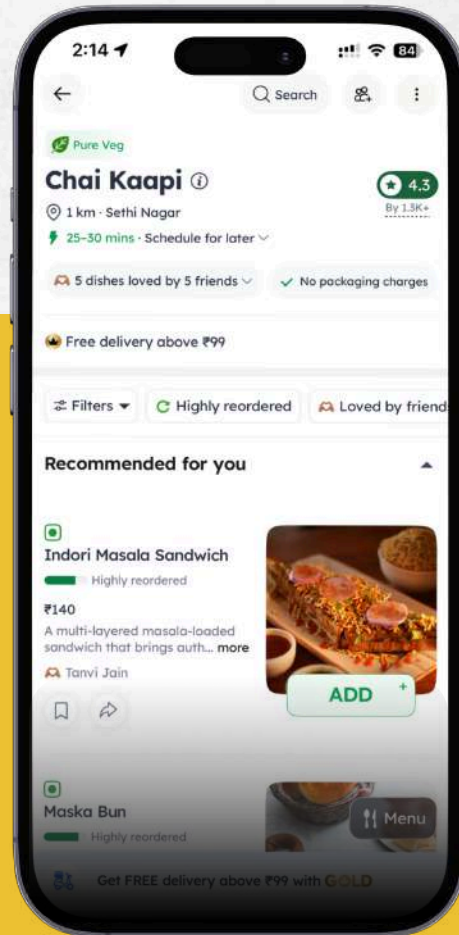 2:14
84
Search
Pure Veg
Chai Kaapi
4.3
1 km · Sethi Nagar
By 1.3K+
25–30 mins · Schedule for later
5 dishes loved by 5 friends
No packaging charges
Free delivery above ₹99
Filters
Highly reordered
Loved by friend
Recommended for you
Indori Masala Sandwich
Highly reordered
₹140
A multi-layered masala-loaded
sandwich that brings auth... more
Tanvi Jain
ADD +
Maska Bun
Menu
Highly reordered
Get FREE delivery above ₹99 with GOLD